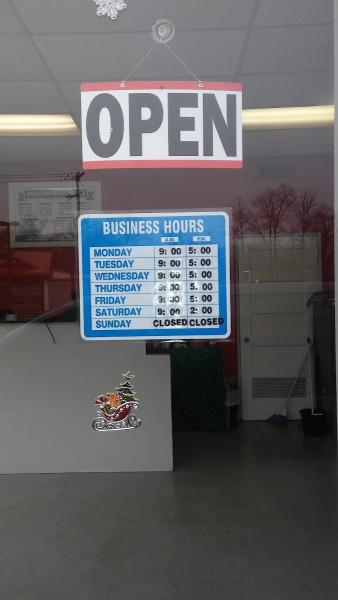 OPEN
BUSINESS HOURS
A.M. P.M.
MONDAY 9: 00 5: 00
TUESDAY 9: 00 5: 00
WEDNESDAY 9: 00 5: 00
THURSDAY 9: 00 5: 00
FRIDAY 9: 00 5: 00
SATURDAY 9: 00 2: 00
SUNDAY CLOSED CLOSED